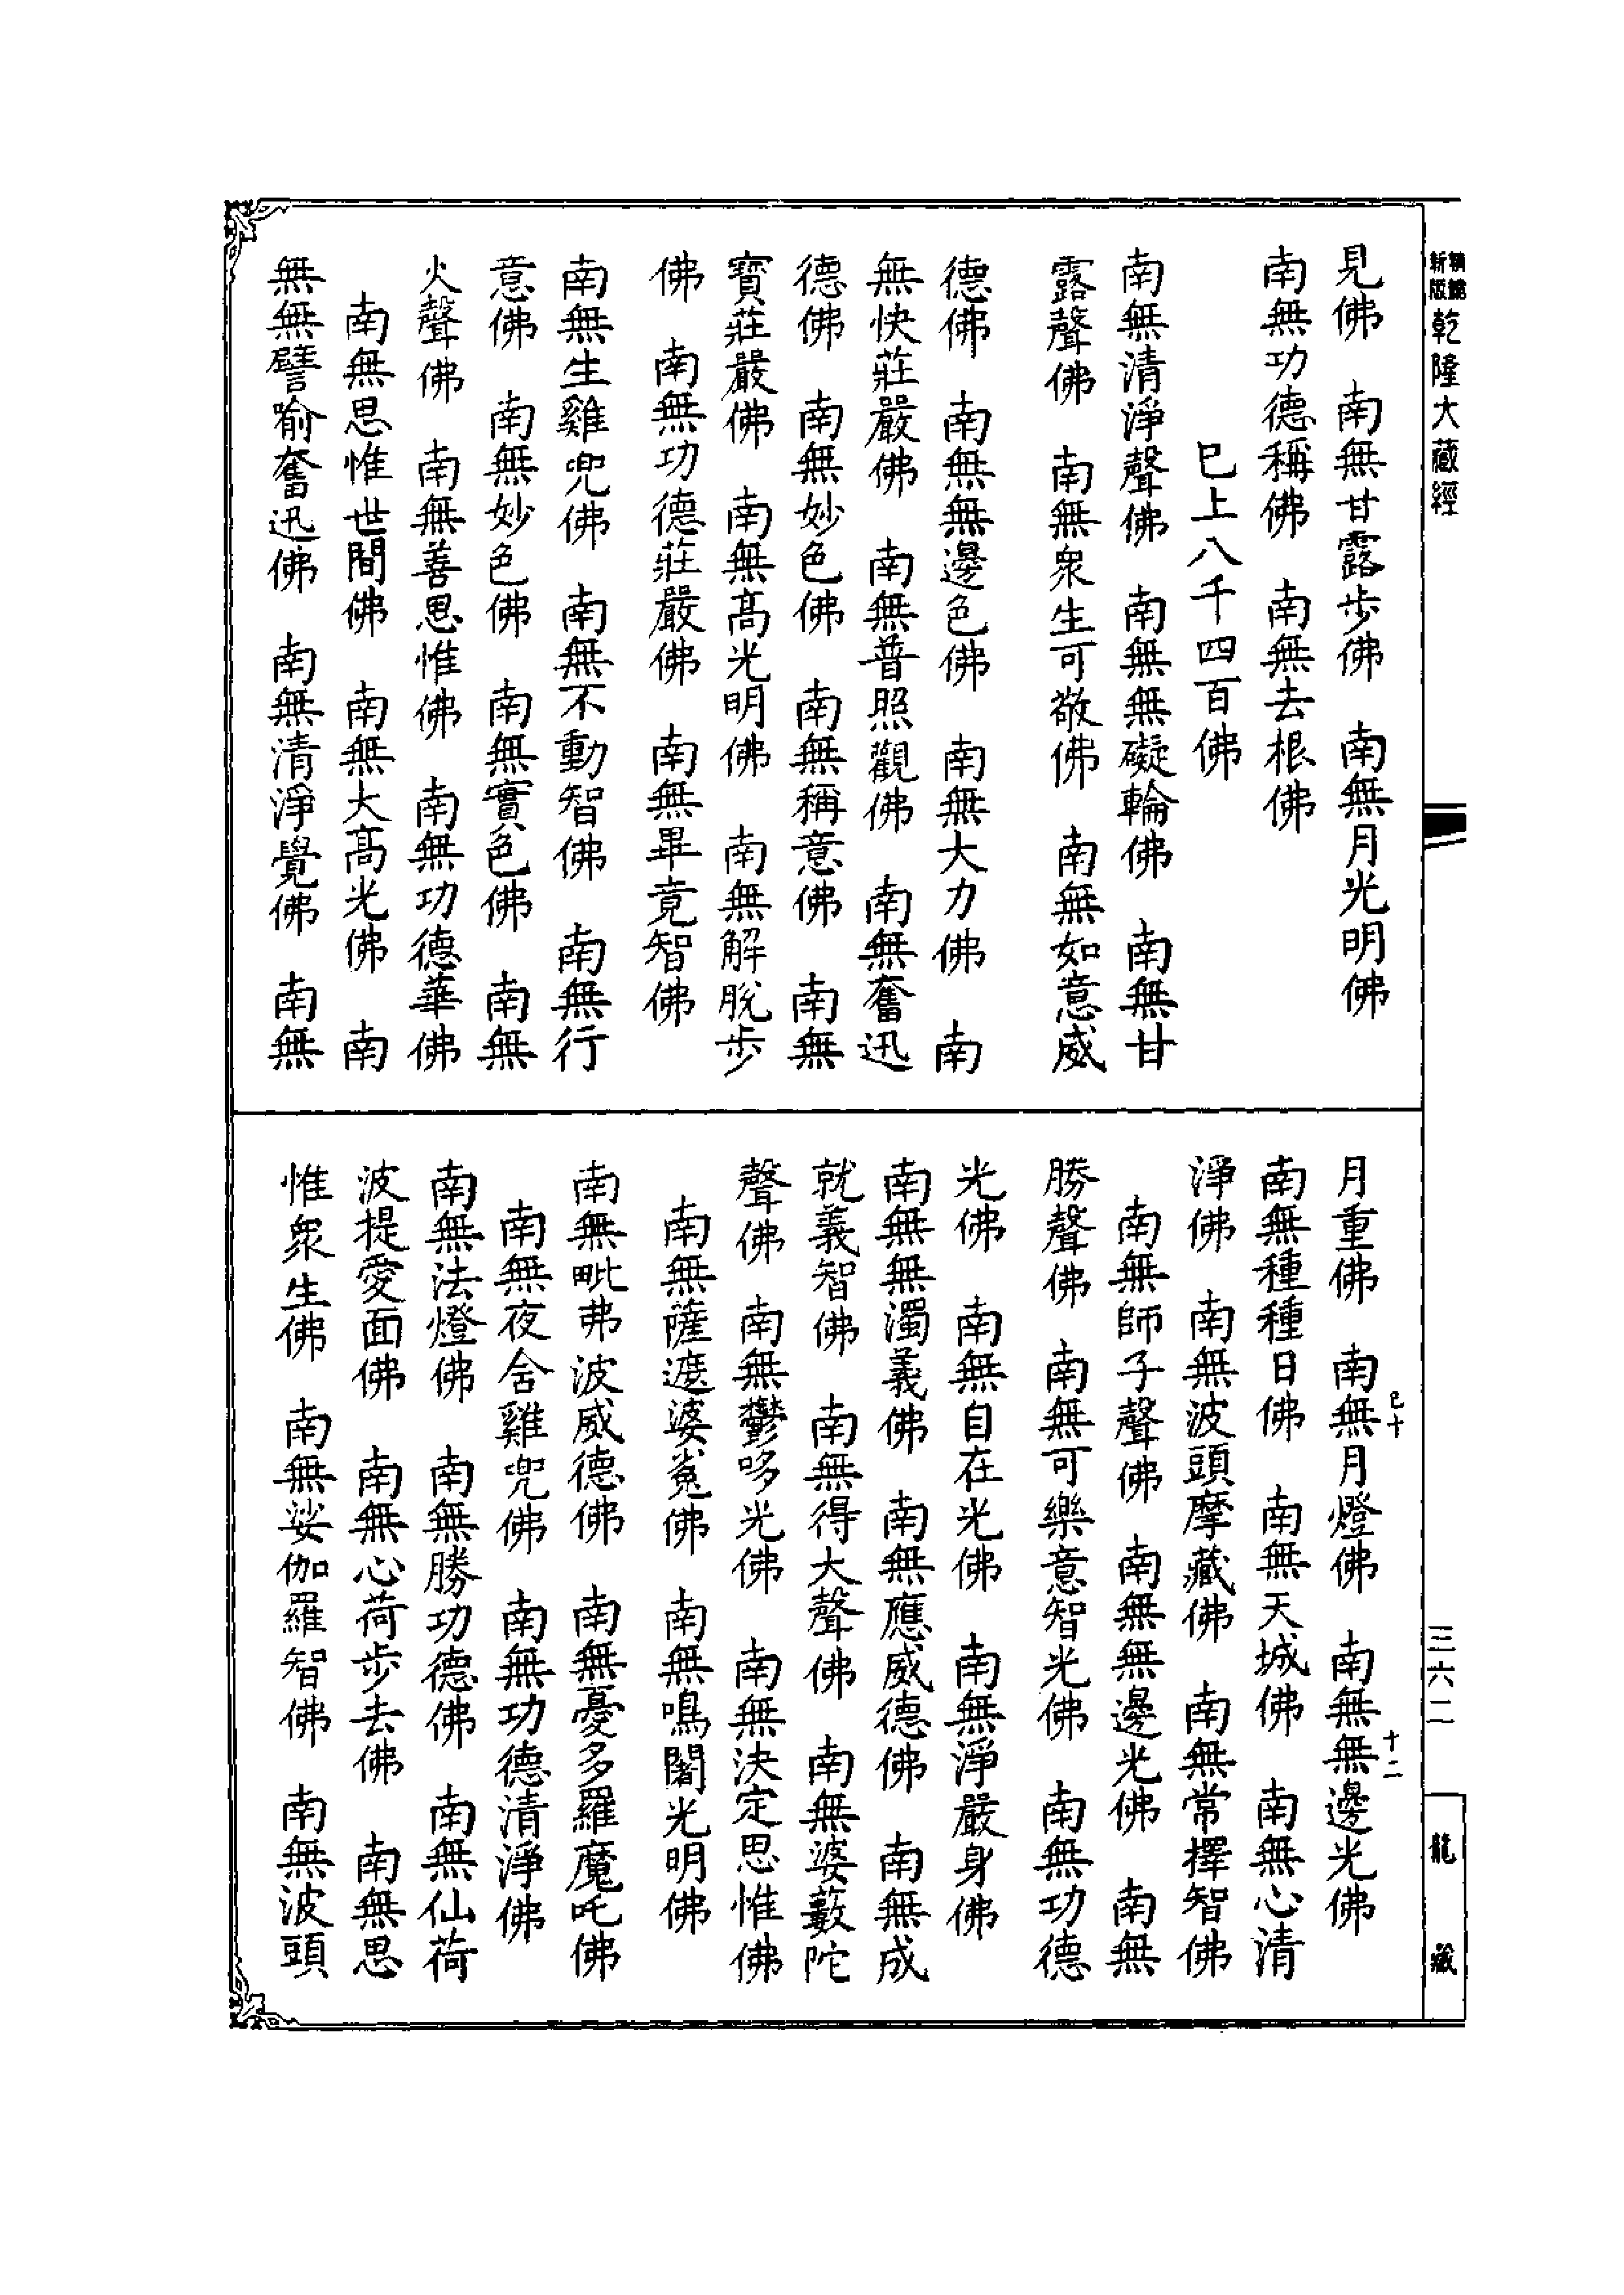 新版
乾隆大藏經
見佛　南無甘露步佛　南無月光明佛
南無功德稱佛　南無去根佛
已上八千四百佛
南無清淨聲佛　南無無礙輪佛　南無甘
露聲佛　南無衆生可敬佛　南無如意威
德佛　南無無邊色佛　南無大力佛　南
無快莊嚴佛　南無普照觀佛　南無奮迅
德佛　南無妙色佛　南無稱意佛　南無
寶莊嚴佛　南無高光明佛　南無解脫步
佛　南無功德莊嚴佛　南無畢竟智佛
南無生雞兜佛　南無不動智佛　南無行
意佛　南無妙色佛　南無實色佛　南無
火聲佛　南無善思惟佛　南無功德華佛
南無思惟世間佛　南無大高光佛　南
無無譬喻奮迅佛　南無清淨覺佛　南無
月重佛　南無月燈佛　南無無邊光佛
南無種種日佛　南無天城佛　南無心清
淨佛　南無波頭摩藏佛　南無常擇智佛
南無師子聲佛　南無無邊光佛　南無
勝聲佛　南無可樂意智光佛　南無功德
光佛　南無自在光佛　南無淨嚴身佛
南無無濁義佛　南無應威德佛　南無成
就義智佛　南無得大聲佛　南無婆藪陀
聲佛　南無鬱哆光佛　南無決定思惟佛
南無薩遮婆㝹佛　南無鳴闍光明佛
南無毗弗波威德佛　南無憂多羅魔吒佛
南無夜舍雞兜佛　南無功德清淨佛
南無法燈佛　南無勝功德佛　南無仙荷
波提愛面佛　南無心荷步去佛　南無思
惟衆生佛　南無娑伽羅智佛　南無波頭
十二
三六二
龍藏